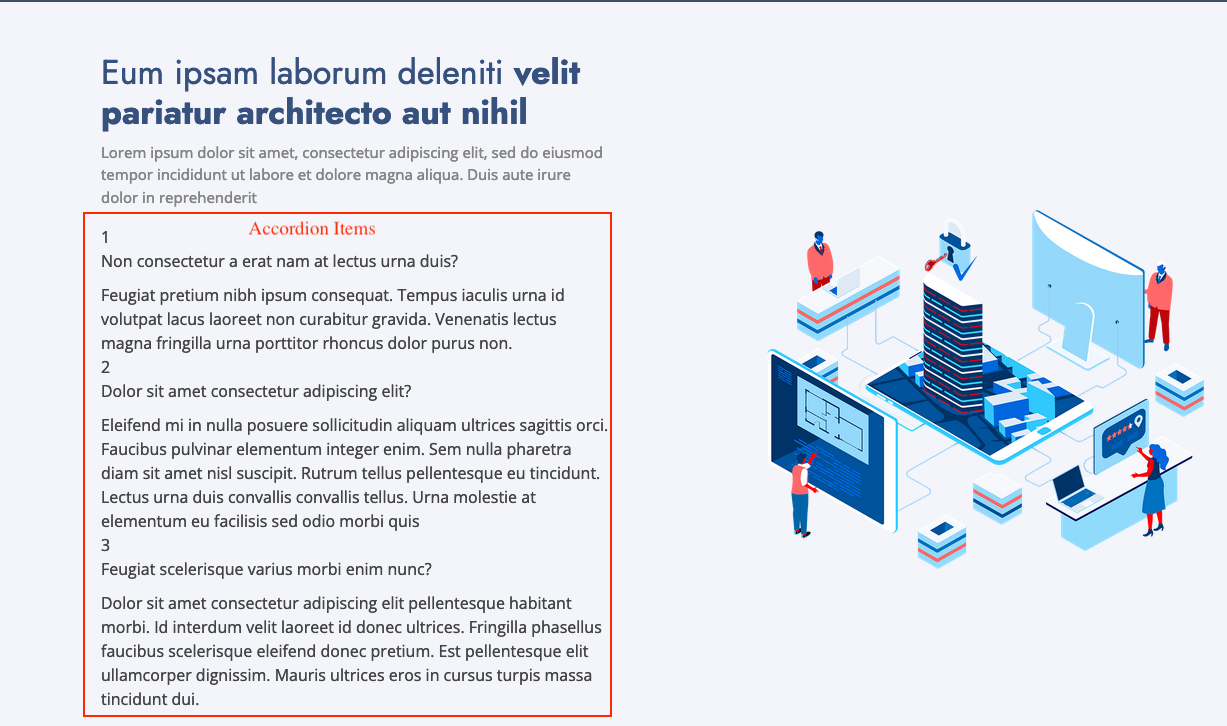 Eum ipsam laborum deleniti velit
pariatur architecto aut nihil
Lorem ipsum dolor sit amet, consectetur adipiscing elit, sed do eiusmod
tempor incididunt ut labore et dolore magna aliqua. Duis aute irure
dolor in reprehenderit
Accordion Items
1
Non consectetur a erat nam at lectus urna duis?
Feugiat pretium nibh ipsum consequat. Tempus iaculis urna id
volutpat lacus laoreet non curabitur gravida. Venenatis lectus
magna fringilla urna porttitor rhoncus dolor purus non.
2
Dolor sit amet consectetur adipiscing elit?
Eleifend mi in nulla posuere sollicitudin aliquam ultrices sagittis orci.
Faucibus pulvinar elementum integer enim. Sem nulla pharetra
diam sit amet nisl suscipit. Rutrum tellus pellentesque eu tincidunt.
Lectus urna duis convallis convallis tellus. Urna molestie at
elementum eu facilisis sed odio morbi quis
3
Feugiat scelerisque varius morbi enim nunc?
Dolor sit amet consectetur adipiscing elit pellentesque habitant
morbi. Id interdum velit laoreet id donec ultrices. Fringilla phasellus
faucibus scelerisque eleifend donec pretium. Est pellentesque elit
ullamcorper dignissim. Mauris ultrices eros in cursus turpis massa
tincidunt dui.